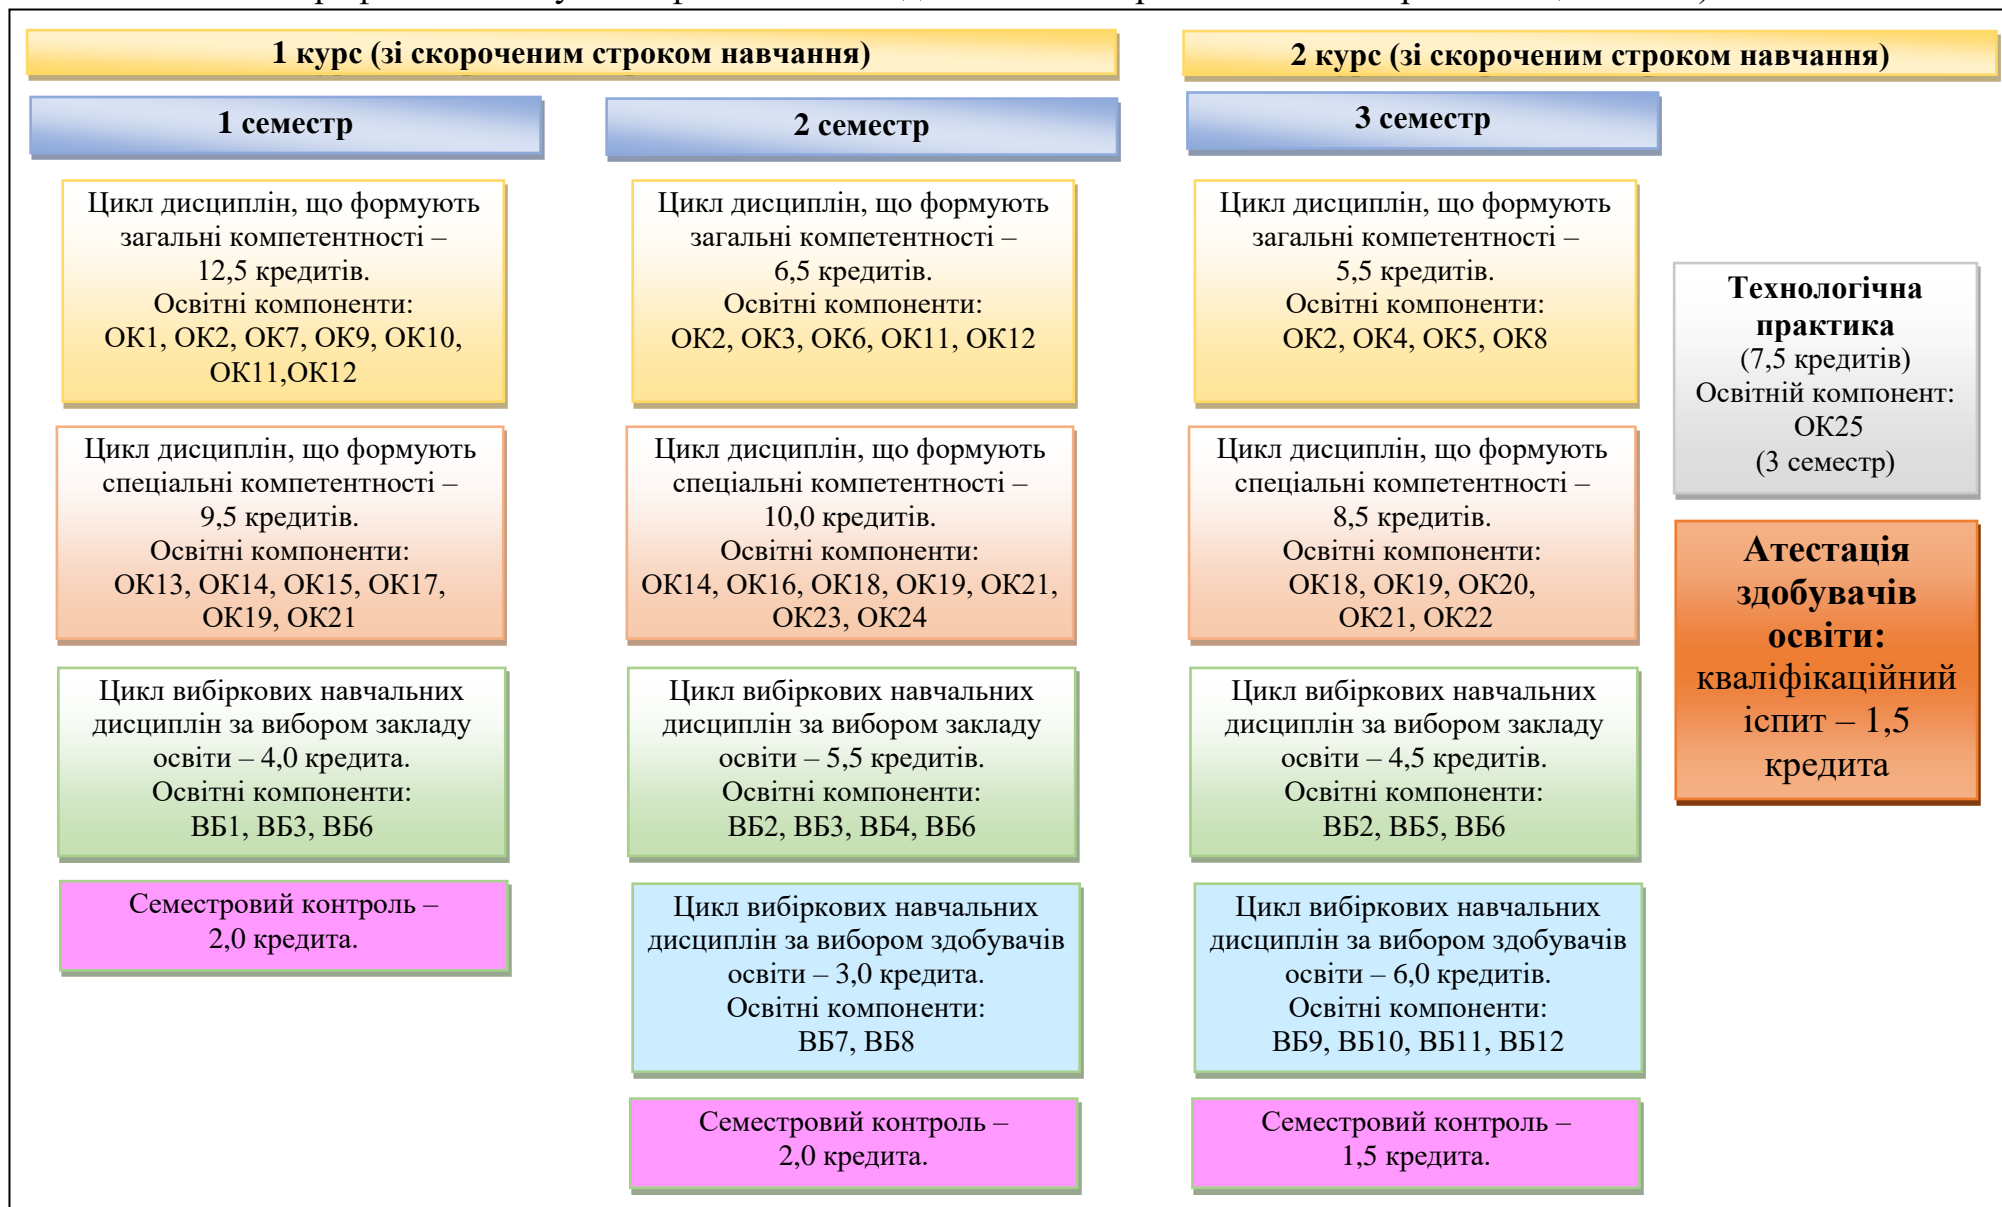 1 курс (зі скороченим строком навчання)
1 семестр
Цикл дисциплін, що формують
загальні компетентності –
12,5 кредитів.
Освітні компоненти:
ОК1, ОК2, ОК7, ОК9, ОК10,
ОК11,ОК12
Цикл дисциплін, що формують
спеціальні компетентності –
9,5 кредитів.
Освітні компоненти:
ОК13, ОК14, ОК15, ОК17,
ОК19, ОК21
Цикл вибіркових навчальних
дисциплін за вибором закладу
освіти – 4,0 кредита.
Освітні компоненти:
ВБ1, ВБ3, ВБ6
Семестровий контроль –
2,0 кредита.
2 семестр
Цикл дисциплін, що формують
загальні компетентності –
6,5 кредитів.
Освітні компоненти:
ОК2, ОК3, ОК6, ОК11, ОК12
Цикл дисциплін, що формують
спеціальні компетентності –
10,0 кредитів.
Освітні компоненти:
ОК14, ОК16, ОК18, ОК19, ОК21,
ОК23, ОК24
Цикл вибіркових навчальних
дисциплін за вибором закладу
освіти – 5,5 кредитів.
Освітні компоненти:
ВБ2, ВБ3, ВБ4, ВБ6
Цикл вибіркових навчальних
дисциплін за вибором здобувачів
освіти – 3,0 кредита.
Освітні компоненти:
ВБ7, ВБ8
Семестровий контроль –
2,0 кредита.
2 курс (зі скороченим строком навчання)
3 семестр
Цикл дисциплін, що формують
загальні компетентності –
5,5 кредитів.
Освітні компоненти:
ОК2, ОК4, ОК5, ОК8
Цикл дисциплін, що формують
спеціальні компетентності –
8,5 кредитів.
Освітні компоненти:
ОК18, ОК19, ОК20,
ОК21, ОК22
Цикл вибіркових навчальних
дисциплін за вибором закладу
освіти – 4,5 кредитів.
Освітні компоненти:
ВБ2, ВБ5, ВБ6
Цикл вибіркових навчальних
дисциплін за вибором здобувачів
освіти – 6,0 кредитів.
Освітні компоненти:
ВБ9, ВБ10, ВБ11, ВБ12
Семестровий контроль –
1,5 кредита.
Технологічна
практика
(7,5 кредитів)
Освітній компонент:
ОК25
(3 семестр)
Атестація
здобувачів
освіти:
кваліфікаційний
іспит – 1,5
кредита